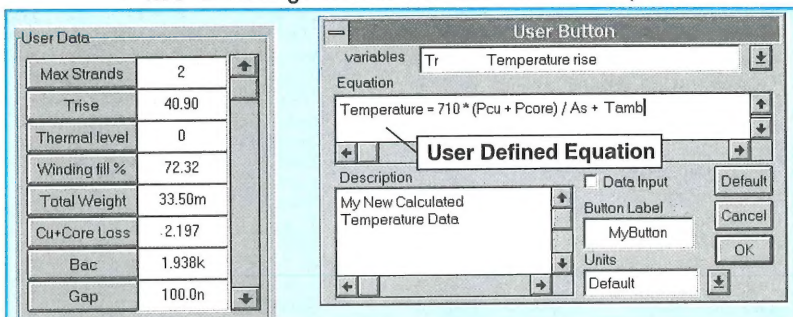 User Data
Max Strands 2
Trise 40.90
Thermal level 0
Winding fill % 72.32
Total Weight 33.50m
Cu+Core Loss 2.197
Bac 1.938k
Gap 100.0n
User Button
variables Tr Temperature rise
Equation
Temperature = 710 * (Pcu + Pcore) / As + Tamb
User Defined Equation
Description
My New Calculated
Temperature Data
Data Input
Button Label
MyButton
Units
Default
Default
Cancel
OK